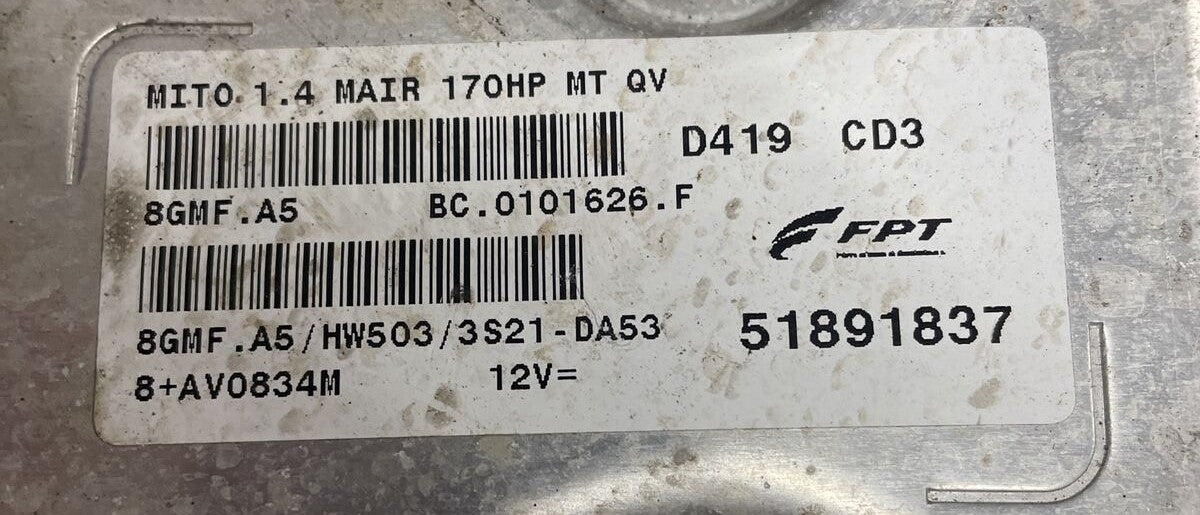 MITO 1.4 MAIR 170HP MT QV
D419 CD3
8GMF.A5 BC.0101626.F
FPT
8GMF.A5/HW503/3S21-DA53
51891837
8+AV0834M 12V=